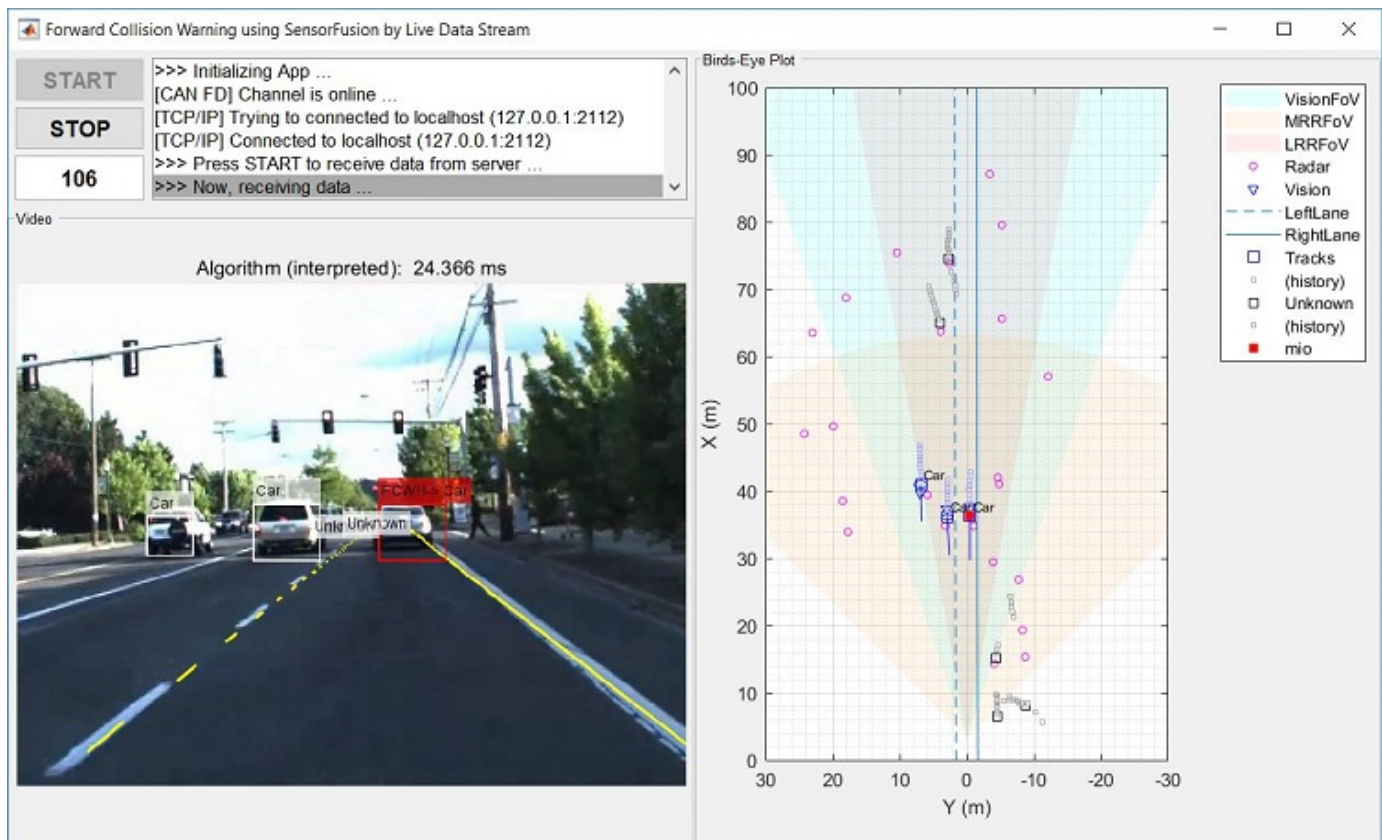 Forward Collision Warning using SensorFusion by Live Data Stream
START
STOP
106
>>> Initializing App ...
[CAN FD] Channel is online ...
[TCP/IP] Trying to connected to localhost (127.0.0.1:2112)
[TCP/IP] Connected to localhost (127.0.0.1:2112)
>>> Press START to receive data from server ...
>>> Now, receiving data ...
Video
Algorithm (interpreted): 24.366 ms
Car
Car
Car
Unknown
Birds-Eye Plot
100
90
80
70
60
50
40
30
20
10
0
X (m)
Car
Car
Car
30
20
10
0
-10
-20
-30
Y (m)
VisionFoV
MRRFoV
LRRFoV
Radar
Vision
LeftLane
RightLane
Tracks
(history)
Unknown
(history)
mio